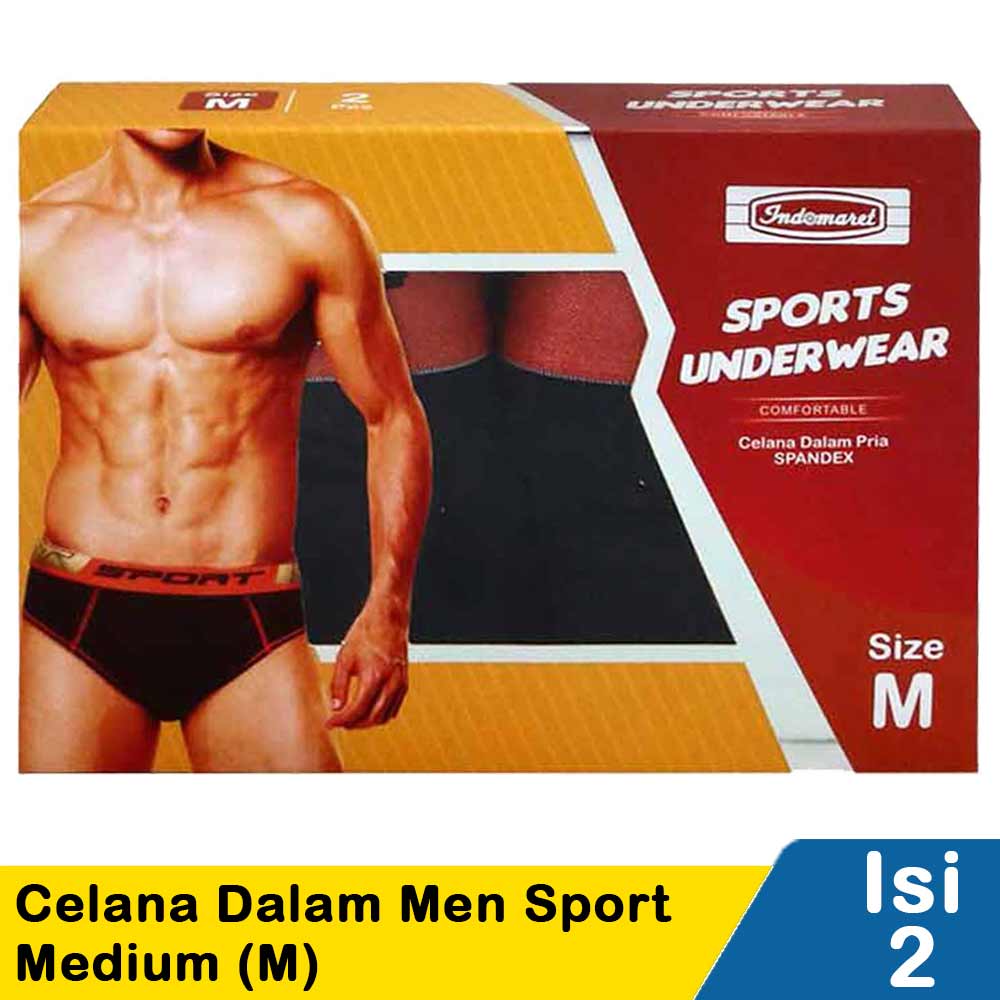 Size
M
2
Pcs
SPORTS
UNDERWEAR
COMFORTABLE
Indomaret
SPORTS
UNDERWEAR
COMFORTABLE
Celana Dalam Pria
SPANDEX
SPORT
Size
M
Celana Dalam Men Sport
Medium (M)
Isi
2